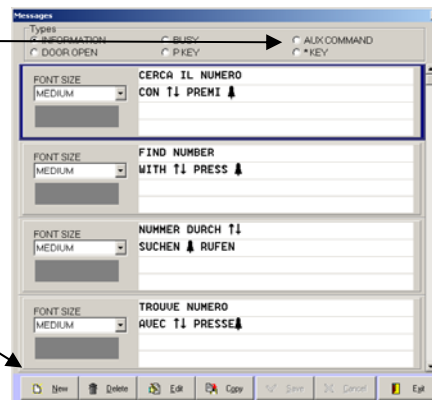 Messages
Types
INFORMATION
BUSY
AUX COMMAND
DOOR OPEN
P KEY
*KEY
FONT SIZE
MEDIUM
CERCA IL NUMERO
CON ↑↓ PREMI 🔔
FONT SIZE
MEDIUM
FIND NUMBER
WITH ↑↓ PRESS 🔔
FONT SIZE
MEDIUM
NUMMER DURCH ↑↓
SUCHEN 🔔 RUFEN
FONT SIZE
MEDIUM
TROUVE NUMERO
AVEC ↑↓ PRESSE🔔
New Delete Edit Copy Save Cancel Exit